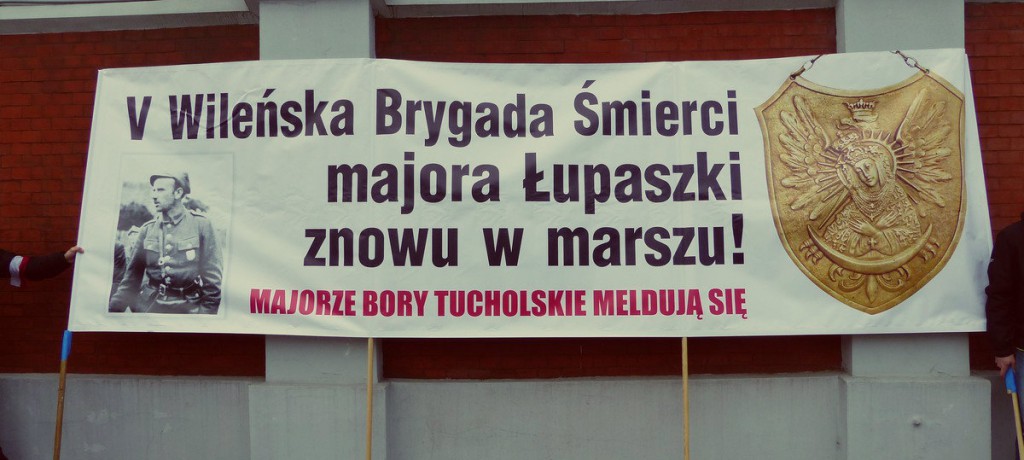 V Wileńska Brygada Śmierci
majora Łupaszki
znowu w marszu!
MAJORZE BORY TUCHOLSKIE MELDUJĄ SIĘ